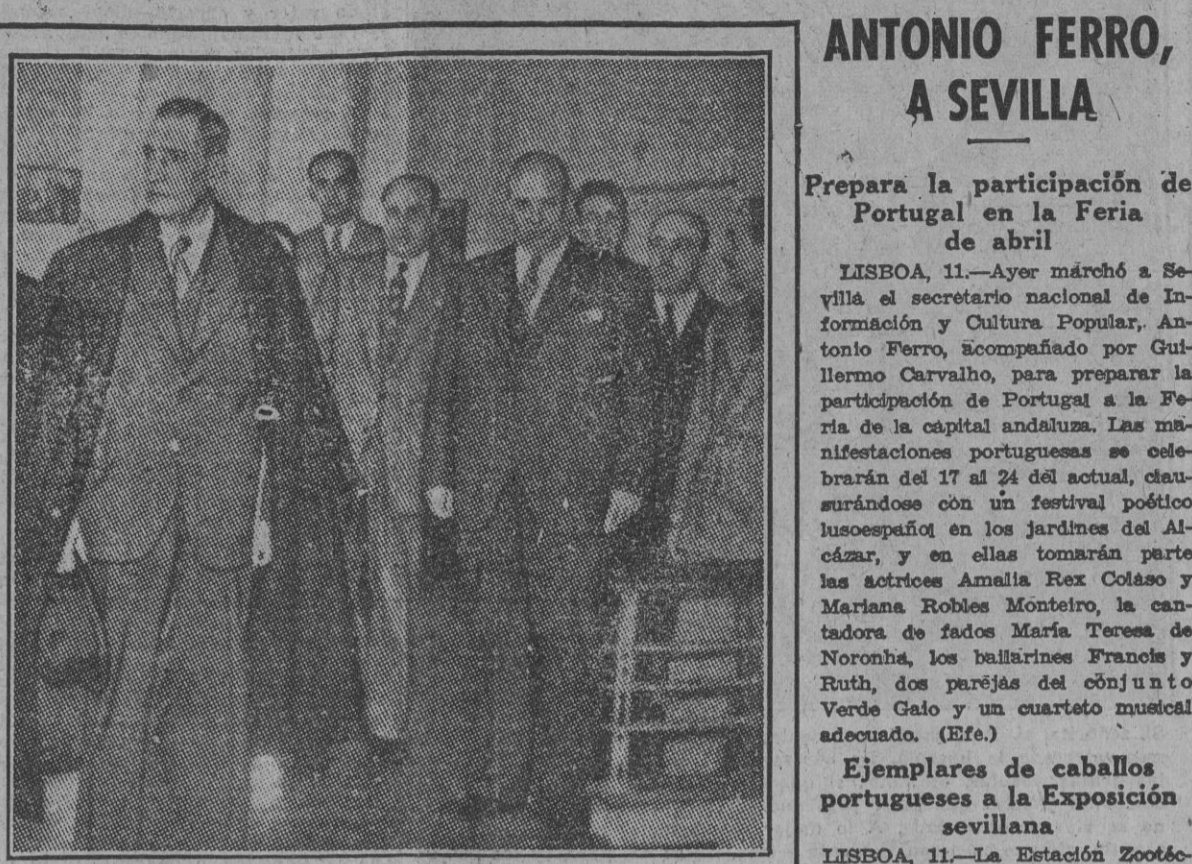 ANTONIO FERRO,
A SEVILLA
Prepara la participación de
Portugal en la Feria
de abril
LISBOA, 11.—Ayer marchó a Se-
villa el secretario nacional de In-
formación y Cultura Popular, An-
tonio Ferro, acompañado por Gui-
llermo Carvalho, para preparar la
participación de Portugal a la Fe-
ria de la capital andaluza. Las ma-
nifestaciones portuguesas se cele-
brarán del 17 al 24 del actual, clau-
surándose con un festival poético
lusoespañol en los jardines del Al-
cázar, y en ellas tomarán parte
las actrices Amalia Rex Colaso y
Mariana Robles Monteiro, la can-
tadora de fados María Teresa de
Noronha, los bailarines Francis y
Ruth, dos parejas del conjunto
Verde Gaio y un cuarteto musical
adecuado. (Efe.)
Ejemplares de caballos
portugueses a la Exposición
sevillana
LISBOA, 11.—La Estación Zootéc-